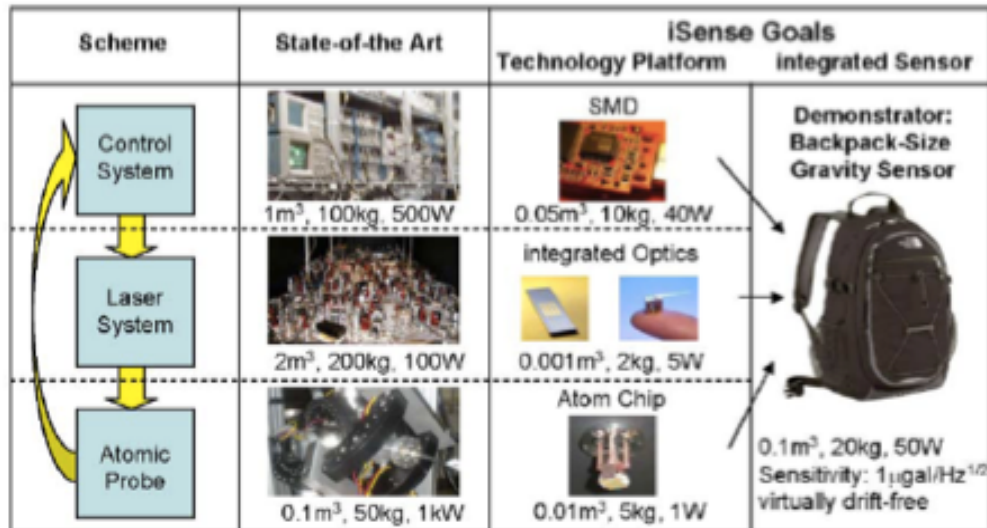 Scheme
State-of-the Art
iSense Goals
Technology Platform
integrated Sensor
Control
System
1m³, 100kg, 500W
SMD
0.05m³, 10kg, 40W
Demonstrator:
Backpack-Size
Gravity Sensor
Laser
System
2m³, 200kg, 100W
integrated Optics
0.001m³, 2kg, 5W
Atomic
Probe
0.1m³, 50kg, 1kW
Atom Chip
0.01m³, 5kg, 1W
0.1m³, 20kg, 50W
Sensitivity: 1μgal/Hz¹/²
virtually drift-free